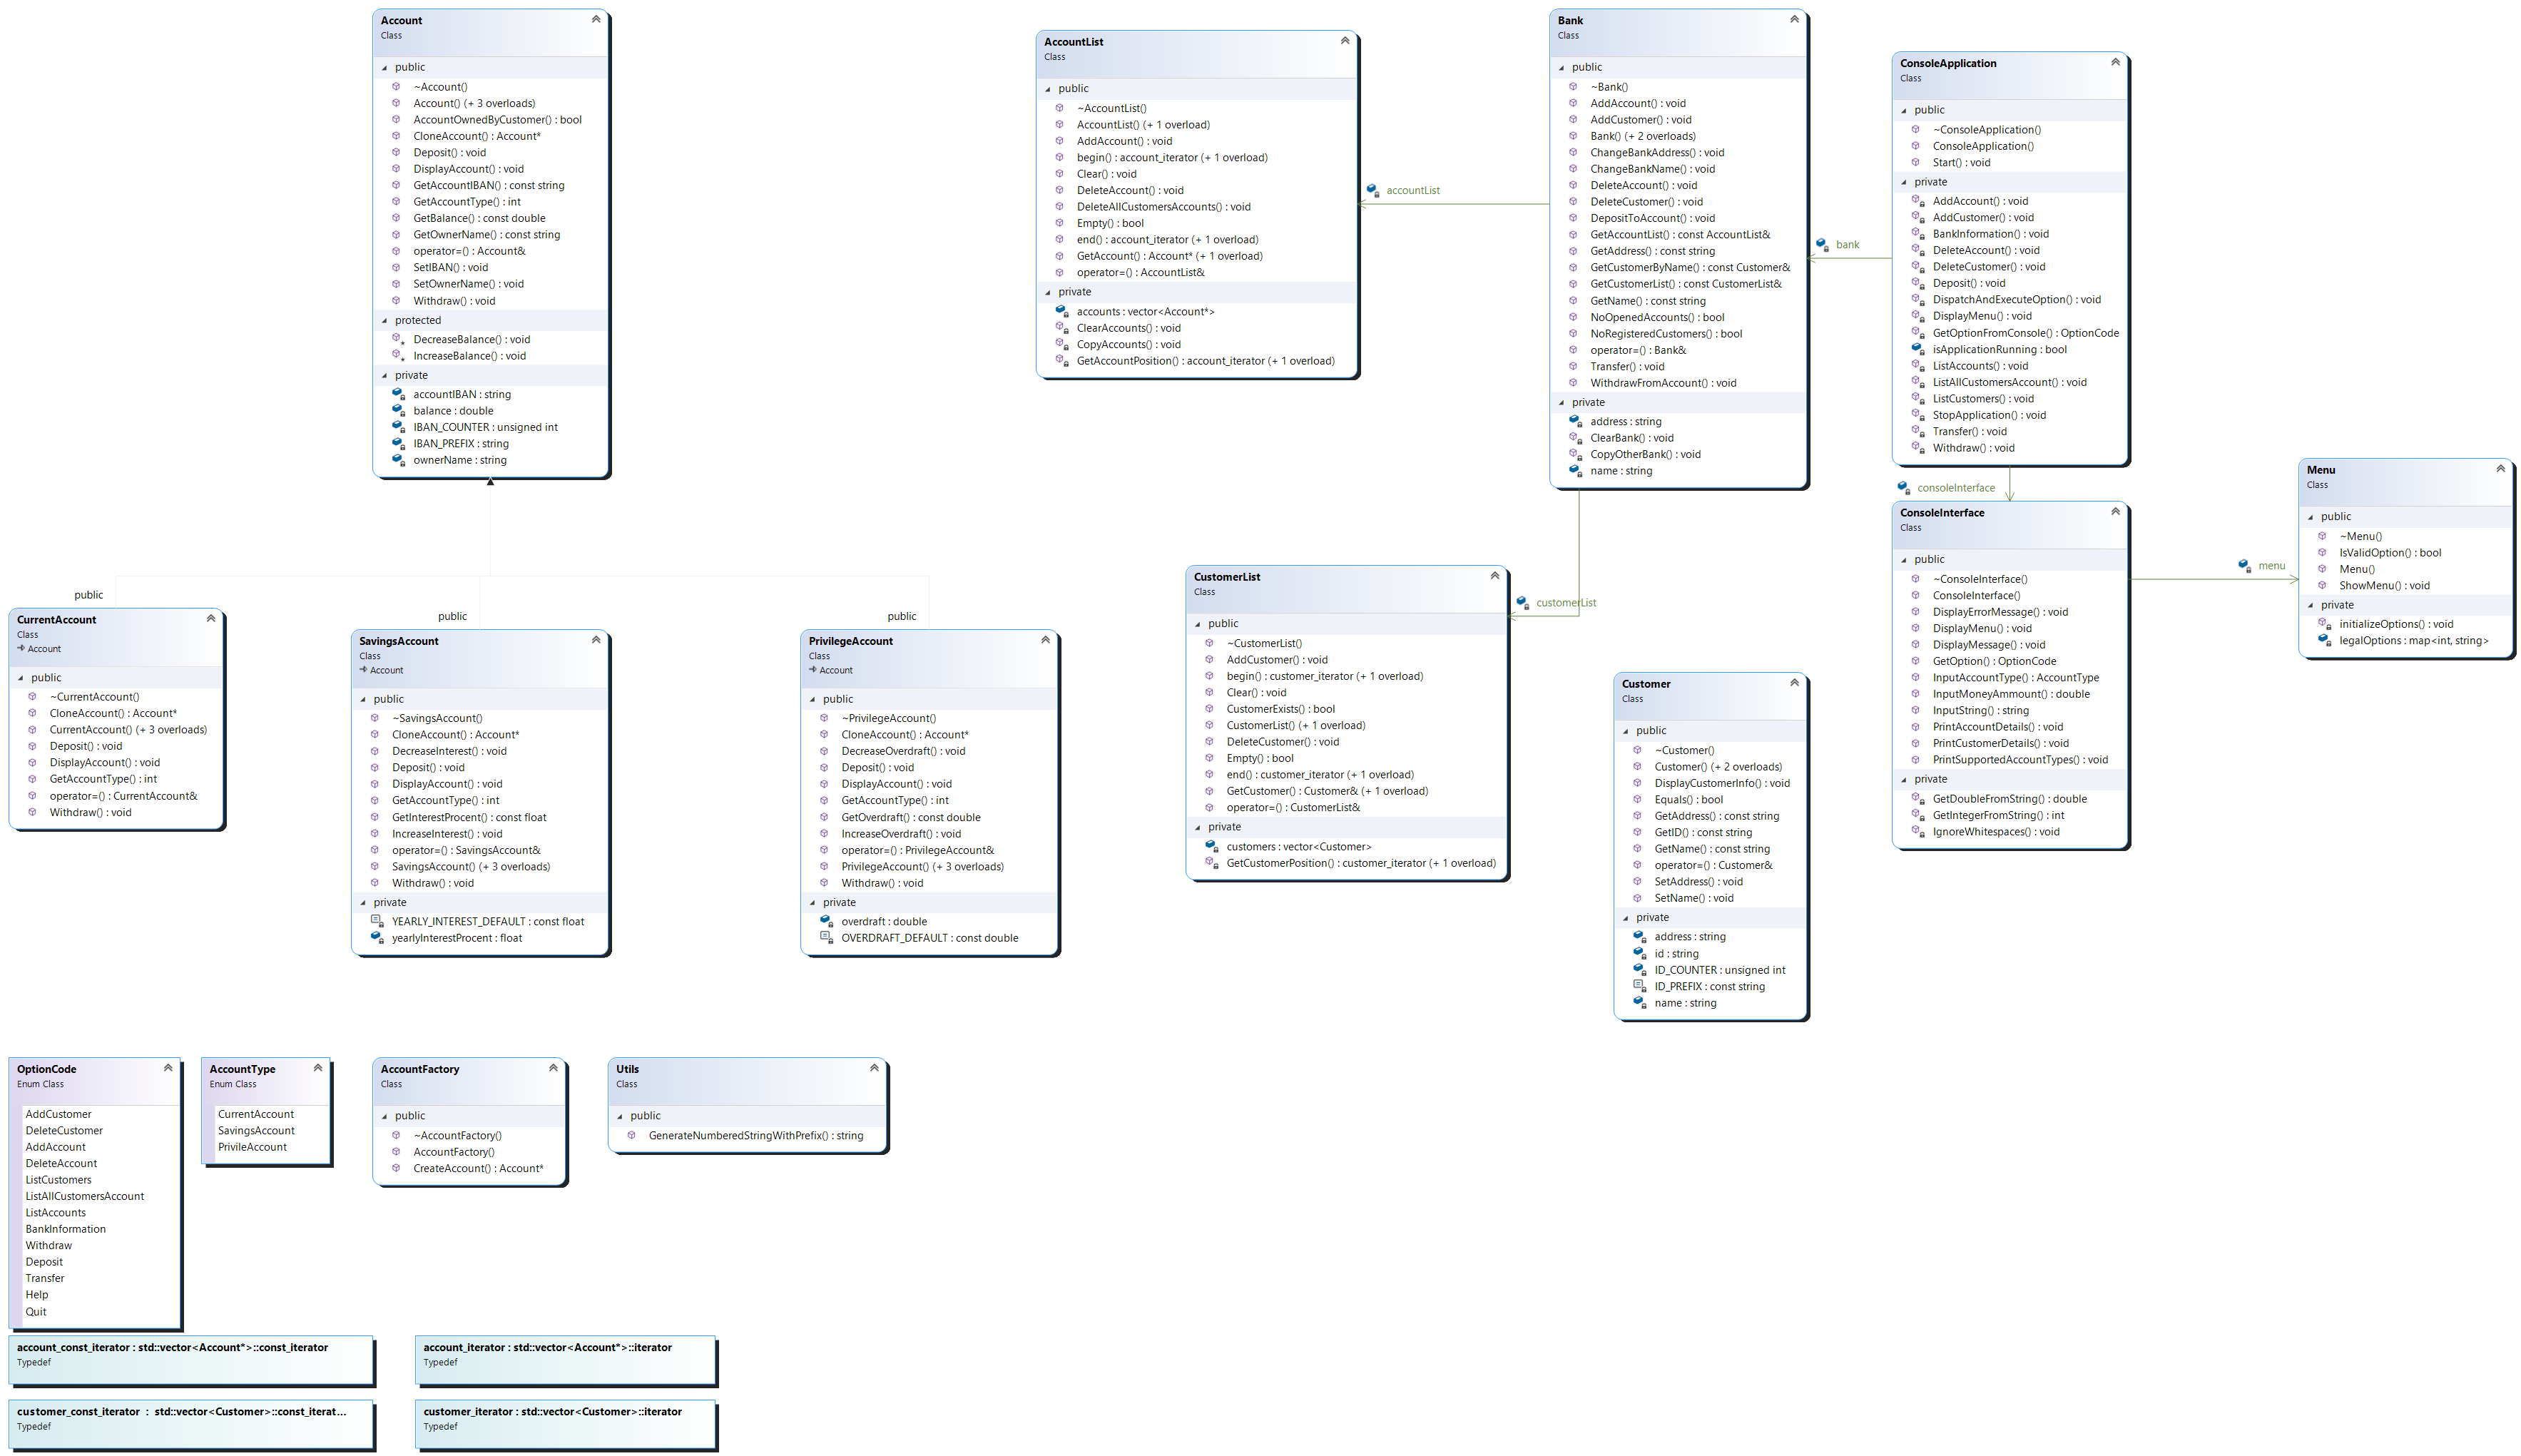 Account
Class
public
~Account()
Account() (+ 3 overloads)
AccountOwnedByCustomer() : bool
CloneAccount() : Account*
Deposit() : void
DisplayAccount() : void
GetAccountIBAN() : const string
GetAccountType() : int
GetBalance() : const double
GetOwnerName() : const string
operator=() : Account&
SetIBAN() : void
SetOwnerName() : void
Withdraw() : void
protected
DecreaseBalance() : void
IncreaseBalance() : void
private
accountIBAN : string
balance : double
IBAN_COUNTER : unsigned int
IBAN_PREFIX : string
ownerName : string
AccountList
Class
public
~AccountList()
AccountList() (+ 1 overload)
AddAccount() : void
begin() : account_iterator (+ 1 overload)
Clear() : void
DeleteAccount() : void
DeleteAllCustomersAccounts() : void
Empty() : bool
end() : account_iterator (+ 1 overload)
GetAccount() : Account* (+ 1 overload)
operator=() : AccountList&
private
accounts : vector<Account*>
ClearAccounts() : void
CopyAccounts() : void
GetAccountPosition() : account_iterator (+ 1 overload)
accountList
Bank
Class
public
~Bank()
AddAccount() : void
AddCustomer() : void
Bank() (+ 2 overloads)
ChangeBankAddress() : void
ChangeBankName() : void
DeleteAccount() : void
DeleteCustomer() : void
DepositToAccount() : void
GetAccountList() : const AccountList&
GetAddress() : const string
GetCustomerByName() : const Customer&
GetCustomerList() : const CustomerList&
GetName() : const string
NoOpenedAccounts() : bool
NoRegisteredCustomers() : bool
operator=() : Bank&
Transfer() : void
WithdrawFromAccount() : void
private
address : string
ClearBank() : void
CopyOtherBank() : void
name : string
bank
ConsoleApplication
Class
public
~ConsoleApplication()
ConsoleApplication()
Start() : void
private
AddAccount() : void
AddCustomer() : void
BankInformation() : void
DeleteAccount() : void
DeleteCustomer() : void
Deposit() : void
DispatchAndExecuteOption() : void
DisplayMenu() : void
GetOptionFromConsole() : OptionCode
isApplicationRunning : bool
ListAccounts() : void
ListAllCustomersAccount() : void
ListCustomers() : void
StopApplication() : void
Transfer() : void
Withdraw() : void
consoleInterface
ConsoleInterface
Class
public
~ConsoleInterface()
ConsoleInterface()
DisplayErrorMessage() : void
DisplayMenu() : void
DisplayMessage() : void
GetOption() : OptionCode
InputAccountType() : AccountType
InputMoneyAmmount() : double
InputString() : string
PrintAccountDetails() : void
PrintCustomerDetails() : void
PrintSupportedAccountTypes() : void
private
GetDoubleFromString() : double
GetIntegerFromString() : int
IgnoreWhitespaces() : void
menu
Menu
Class
public
~Menu()
IsValidOption() : bool
Menu()
ShowMenu() : void
private
initializeOptions() : void
legalOptions : map<int, string>
public
CurrentAccount
Class
Account
public
~CurrentAccount()
CloneAccount() : Account*
CurrentAccount() (+ 3 overloads)
Deposit() : void
DisplayAccount() : void
GetAccountType() : int
operator=() : CurrentAccount&
Withdraw() : void
public
SavingsAccount
Class
Account
public
~SavingsAccount()
CloneAccount() : Account*
DecreaseInterest() : void
Deposit() : void
DisplayAccount() : void
GetAccountType() : int
GetInterestProcent() : const float
IncreaseInterest() : void
operator=() : SavingsAccount&
SavingsAccount() (+ 3 overloads)
Withdraw() : void
private
YEARLY_INTEREST_DEFAULT : const float
yearlyInterestProcent : float
public
PrivilegeAccount
Class
Account
public
~PrivilegeAccount()
CloneAccount() : Account*
DecreaseOverdraft() : void
Deposit() : void
DisplayAccount() : void
GetAccountType() : int
GetOverdraft() : const double
IncreaseOverdraft() : void
operator=() : PrivilegeAccount&
PrivilegeAccount() (+ 3 overloads)
Withdraw() : void
private
overdraft : double
OVERDRAFT_DEFAULT : const double
customerList
CustomerList
Class
public
~CustomerList()
AddCustomer() : void
begin() : customer_iterator (+ 1 overload)
Clear() : void
CustomerExists() : bool
CustomerList() (+ 1 overload)
DeleteCustomer() : void
Empty() : bool
end() : customer_iterator (+ 1 overload)
GetCustomer() : Customer& (+ 1 overload)
operator=() : CustomerList&
private
customers : vector<Customer>
GetCustomerPosition() : customer_iterator (+ 1 overload)
Customer
Class
public
~Customer()
Customer() (+ 2 overloads)
DisplayCustomerInfo() : void
Equals() : bool
GetAddress() : const string
GetID() : const string
GetName() : const string
operator=() : Customer&
SetAddress() : void
SetName() : void
private
address : string
id : string
ID_COUNTER : unsigned int
ID_PREFIX : const string
name : string
OptionCode
Enum Class
AddCustomer
DeleteCustomer
AddAccount
DeleteAccount
ListCustomers
ListAllCustomersAccount
ListAccounts
BankInformation
Withdraw
Deposit
Transfer
Help
Quit
AccountType
Enum Class
CurrentAccount
SavingsAccount
PrivileAccount
AccountFactory
Class
public
~AccountFactory()
AccountFactory()
CreateAccount() : Account*
Utils
Class
public
GenerateNumberedStringWithPrefix() : string
account_const_iterator : std::vector<Account*>::const_iterator
Typedef
account_iterator : std::vector<Account*>::iterator
Typedef
customer_const_iterator : std::vector<Customer>::const_iterat...
Typedef
customer_iterator : std::vector<Customer>::iterator
Typedef